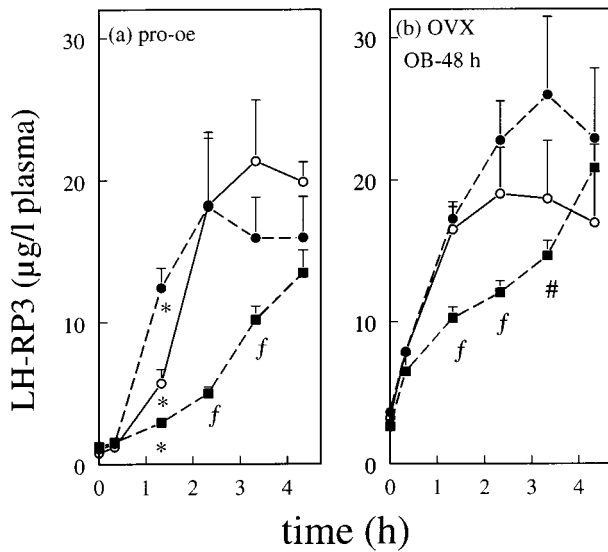 (a) pro-oe
(b) OVX
OB-48 h
LH-RP3 (µg/l plasma)
30
20
10
0
30
20
10
0
*
*
*
f
f
f
f
#
0 1 2 3 4
0 1 2 3 4
time (h)